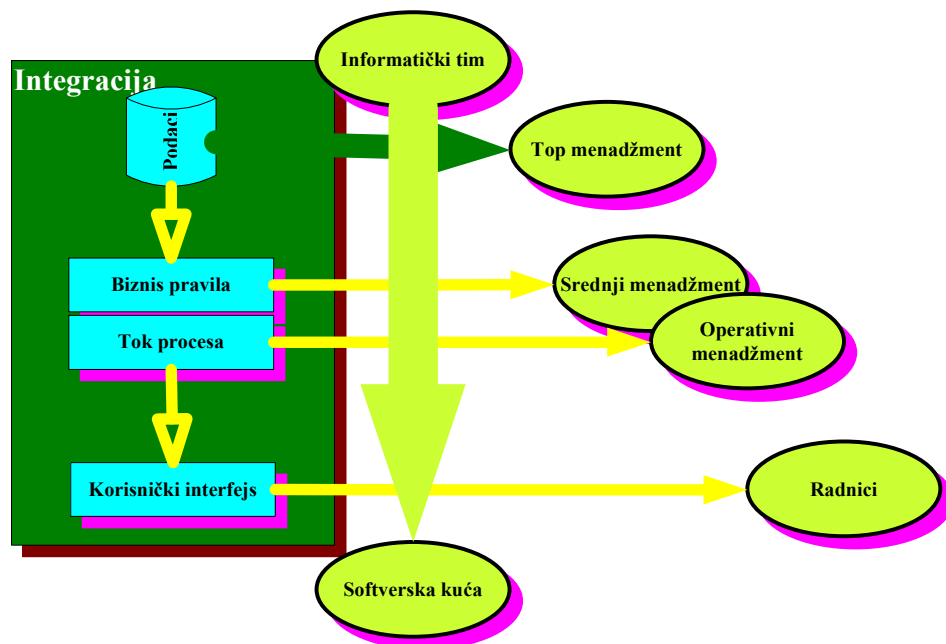 Informatički tim
Integracija
Podaci
Top menadžment
Biznis pravila
Srednji menadžment
Tok procesa
Operativni
menadžment
Korisnički interfejs
Radnici
Softverska kuća